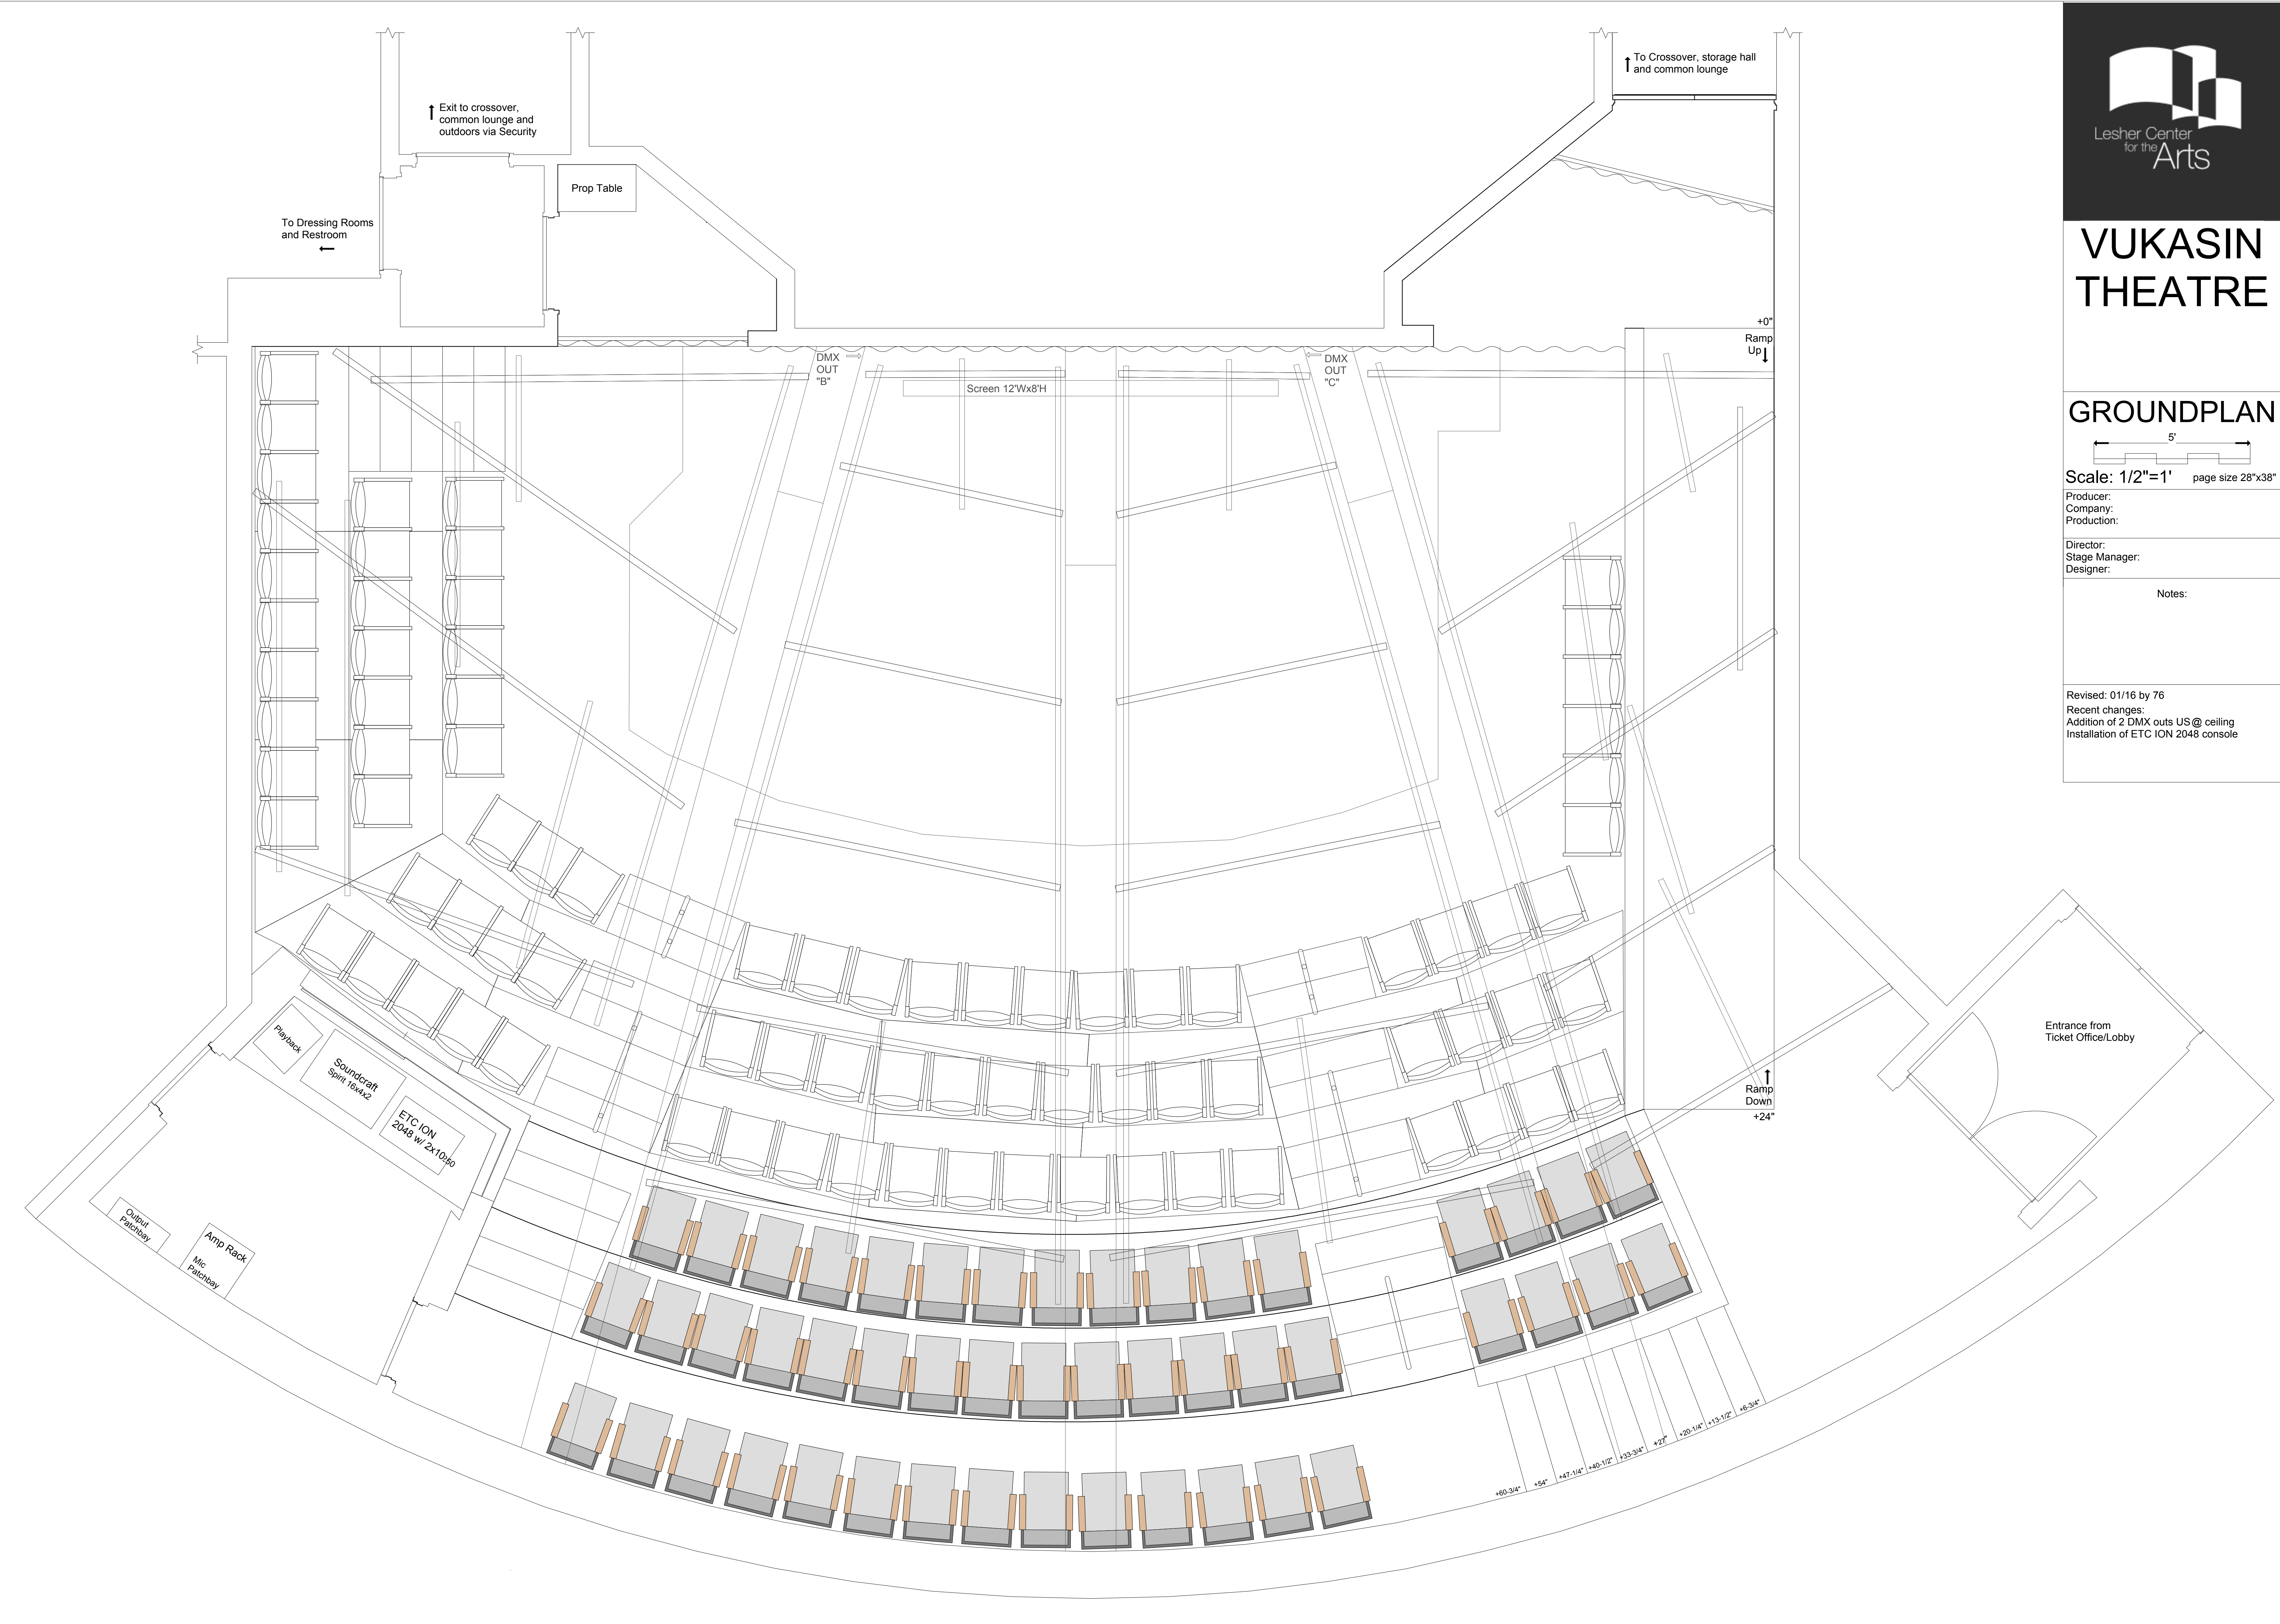 To Crossover, storage hall
and common lounge
Exit to crossover,
common lounge and
outdoors via Security
Prop Table
To Dressing Rooms
and Restroom
+0"
Ramp
Up
DMX
OUT
"B"
DMX
OUT
"C"
Screen 12'Wx8'H
Lesher Center
for the
Arts
VUKASIN
THEATRE
GROUNDPLAN
5'
Scale: 1/2"=1'
page size 28"x38"
Producer:
Company:
Production:
Director:
Stage Manager:
Designer:
Notes:
Revised: 01/16 by 76
Recent changes:
Addition of 2 DMX outs US@ ceiling
Installation of ETC ION 2048 console
Playback
Soundcraft
Spirit 16x4x2
ETC ION
2048 w/ 2x10:50
Output
Patchbay
Amp Rack
Mic
Patchbay
Entrance from
Ticket Office/Lobby
Ramp
Down
+24"
+60-3/4"
+54"
+47-1/4"
+40-1/2"
+33-3/4"
+27"
+20-1/4"
+13-1/2"
+6-3/4"